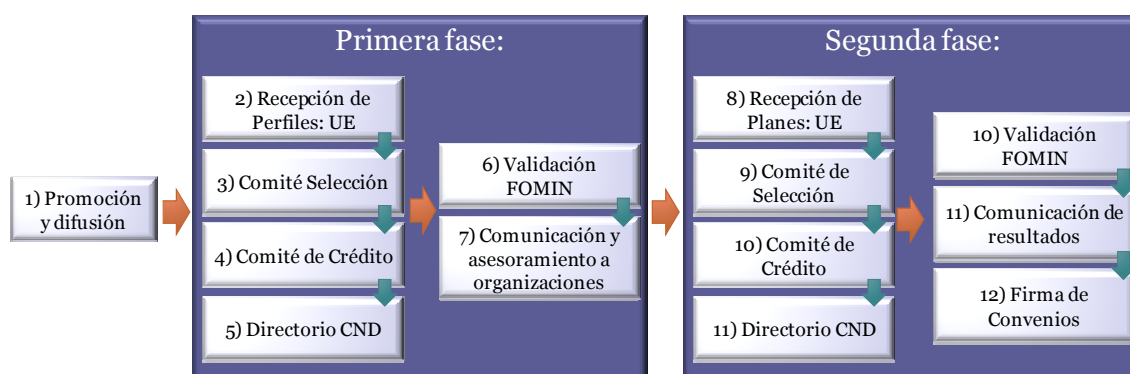 1) Promoción
y difusión
Primera fase:
2) Recepción de
Perfiles: UE
3) Comité Selección
4) Comité de Crédito
5) Directorio CND
6) Validación
FOMIN
7) Comunicación y
asesoramiento a
organizaciones
Segunda fase:
8) Recepción de
Planes: UE
9) Comité de
Selección
10) Comité de
Crédito
11) Directorio CND
10) Validación
FOMIN
11) Comunicación de
resultados
12) Firma de
Convenios